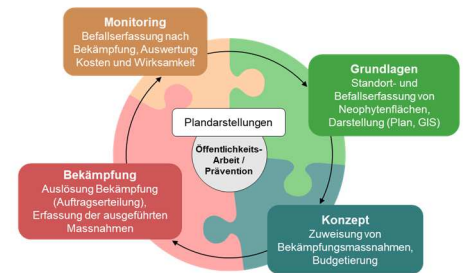 Monitoring
Befallserfassung nach
Bekämpfung, Auswertung
Kosten und Wirksamkeit
Grundlagen
Standort- und
Befallserfassung von
Neophytenflächen,
Darstellung (Plan, GIS)
Plandarstellungen
Öffentlichkeits-
Arbeit /
Prävention
Bekämpfung
Auslösung Bekämpfung
(Auftragserteilung),
Erfassung der ausgeführten
Massnahmen
Konzept
Zuweisung von
Bekämpfungsmassnahmen,
Budgetierung